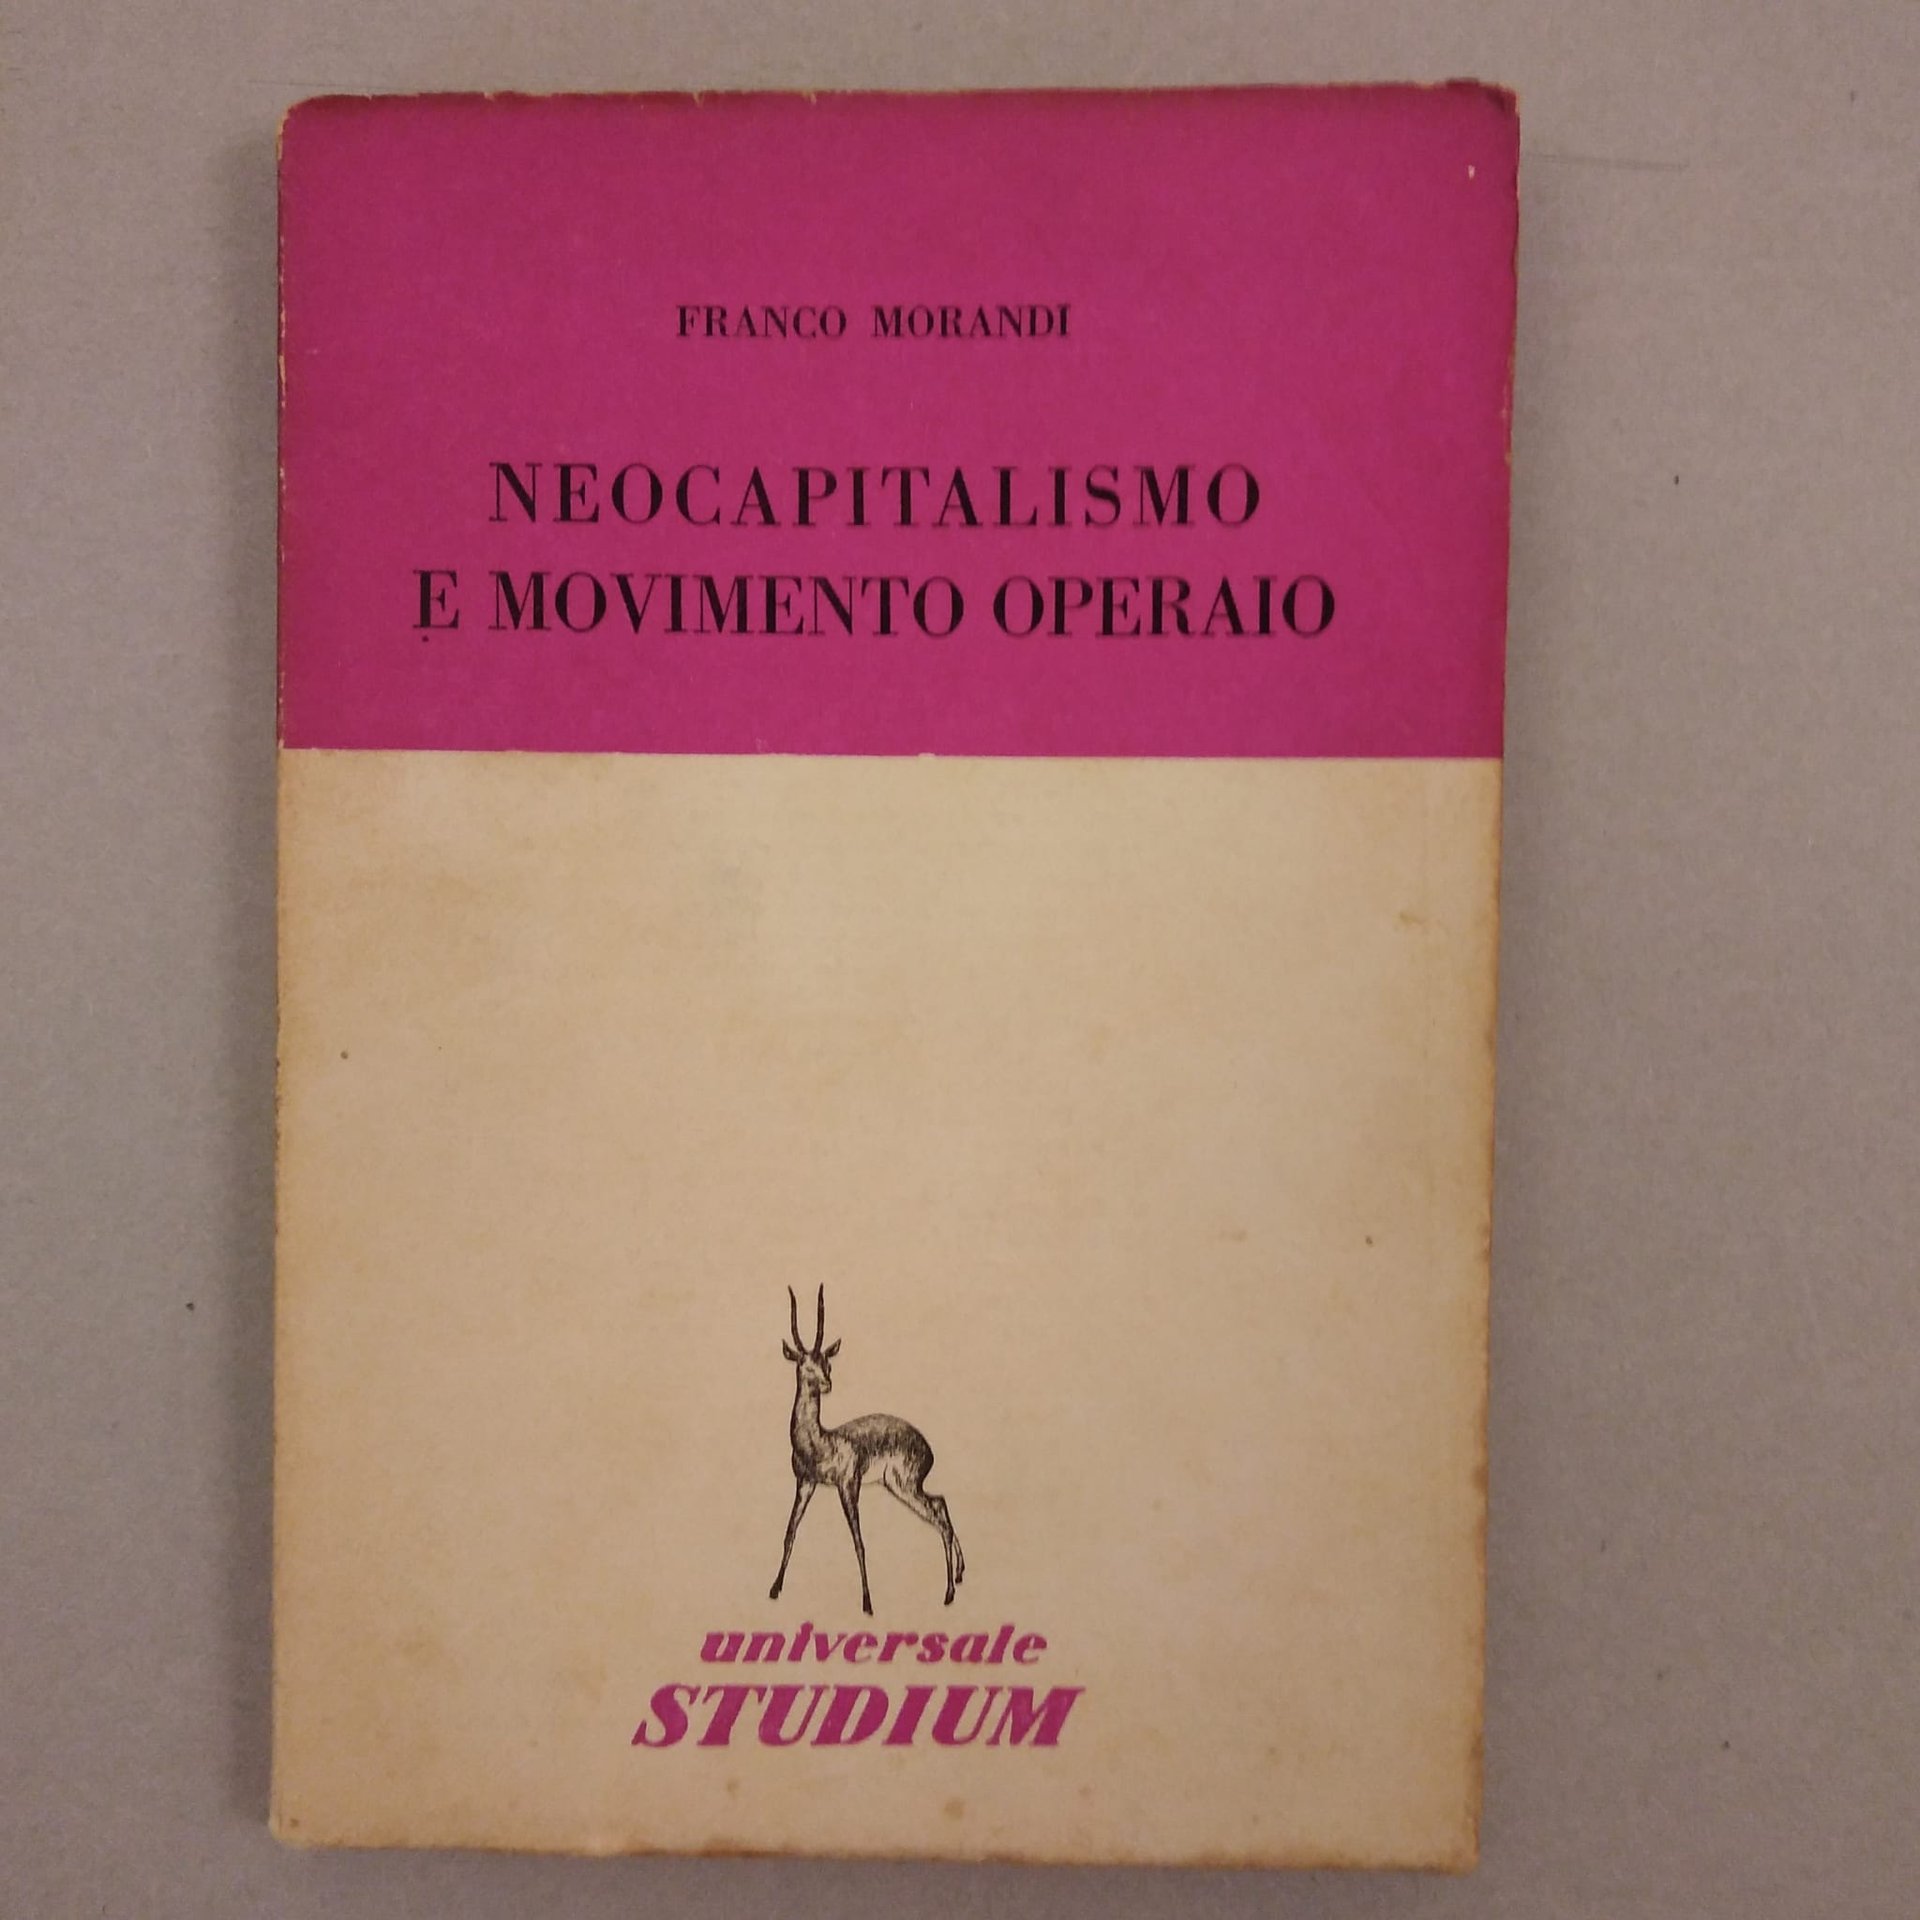 FRANCO MORANDI
NEOCAPITALISMO
E MOVIMENTO OPERAIO
universale
STUDIUM